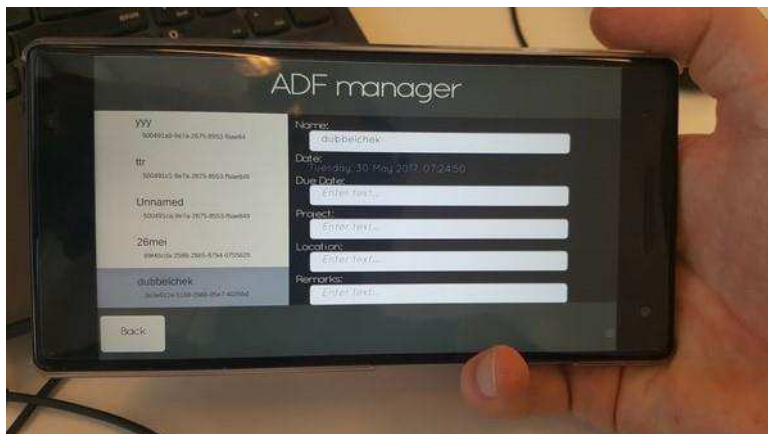 ADF manager
yyy
ttr
Unnamed
26mei
dubbelchek
Name:
dubbelchek
Date:
Tuesday, 30 May 2017, 07:24:50
Due Date:
Enter text...
Project:
Enter text...
Location:
Enter text...
Remarks:
Enter text...
Back